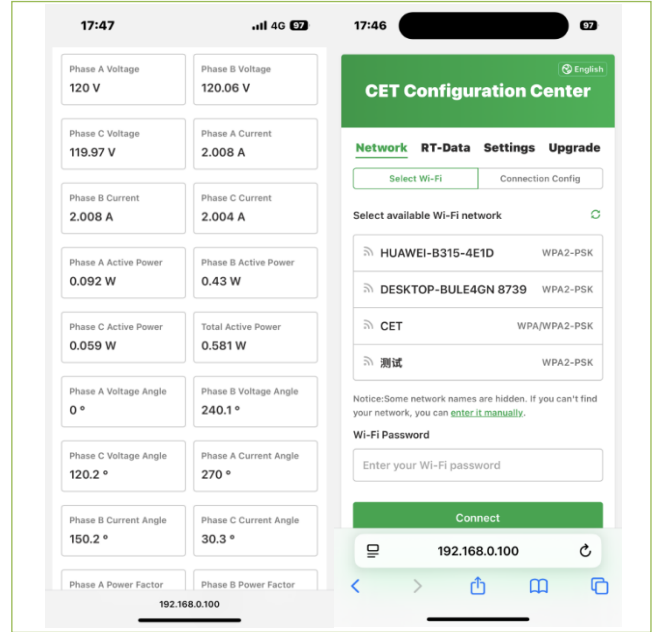 17:47
4G 97
Phase A Voltage
120 V
Phase B Voltage
120.06 V
Phase C Voltage
119.97 V
Phase A Current
2.008 A
Phase B Current
2.008 A
Phase C Current
2.004 A
Phase A Active Power
0.092 W
Phase B Active Power
0.43 W
Phase C Active Power
0.059 W
Total Active Power
0.581 W
Phase A Voltage Angle
0 °
Phase B Voltage Angle
240.1 °
Phase C Voltage Angle
120.2 °
Phase A Current Angle
270 °
Phase B Current Angle
150.2 °
Phase C Current Angle
30.3 °
Phase A Power Factor
Phase B Power Factor
192.168.0.100
17:46
97
English
CET Configuration Center
Network RT-Data Settings Upgrade
Select Wi-Fi Connection Config
Select available Wi-Fi network
HUAWEI-B315-4E1D WPA2-PSK
DESKTOP-BULE4GN 8739 WPA2-PSK
CET WPA/WPA2-PSK
测试 WPA2-PSK
Notice:Some network names are hidden. If you can't find
your network, you can enter it manually.
Wi-Fi Password
Enter your Wi-Fi password
Connect
192.168.0.100